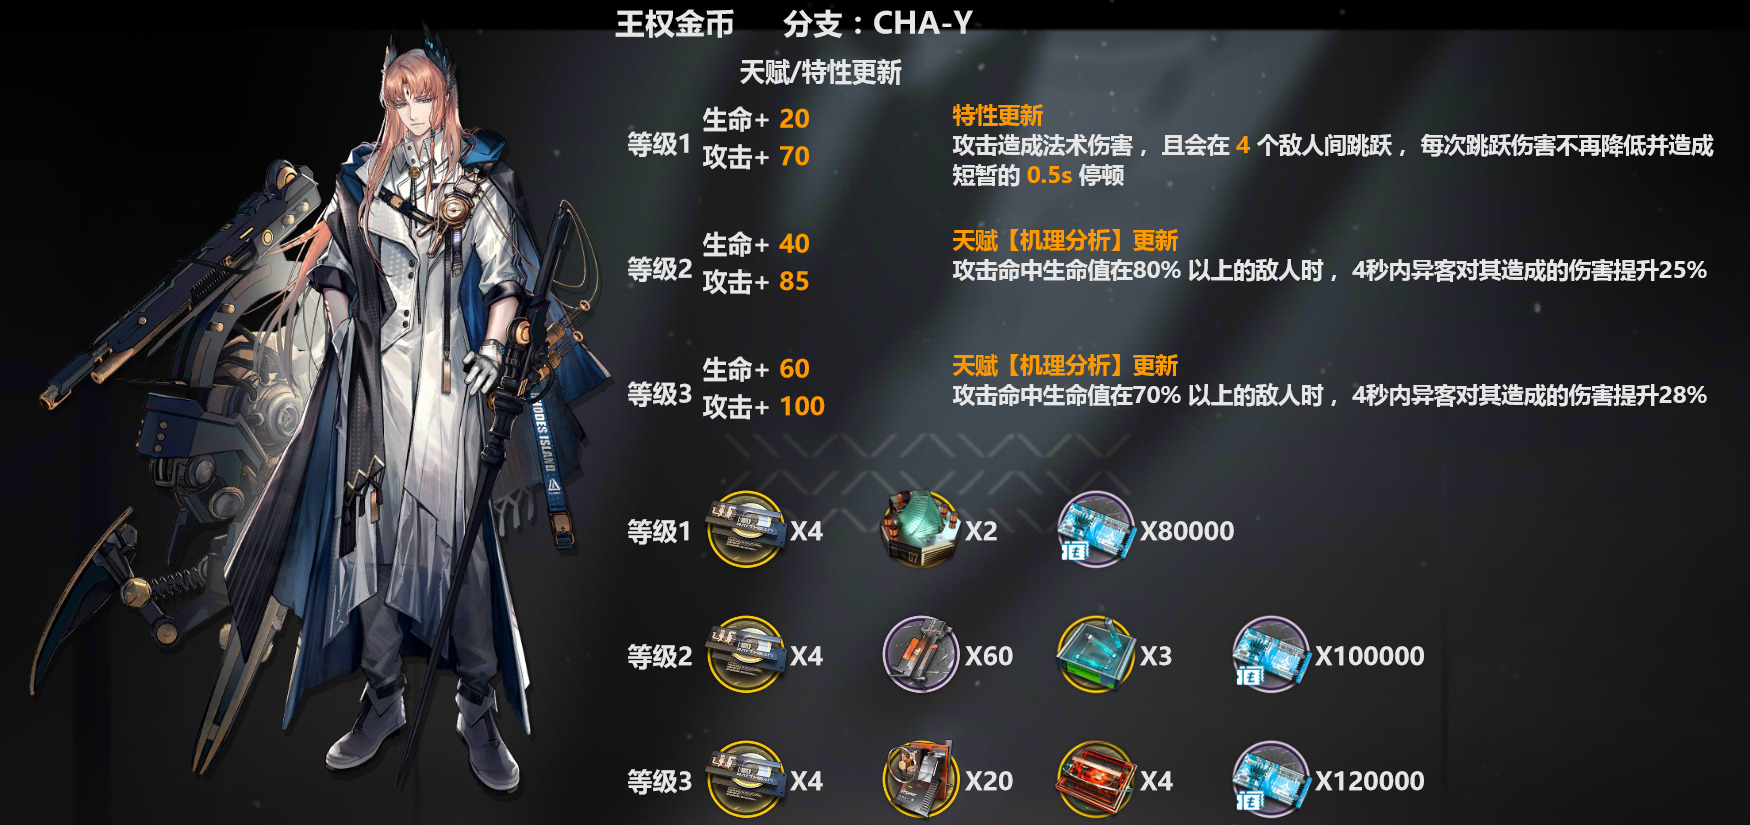 王权金币 分支：CHA-Y
天赋/特性更新
等级1
生命+ 20
攻击+ 70
特性更新
攻击造成法术伤害，且会在 4 个敌人间跳跃，每次跳跃伤害不再降低并造成
短暂的 0.5s 停顿
等级2
生命+ 40
攻击+ 85
天赋【机理分析】更新
攻击命中生命值在80% 以上的敌人时，4秒内异客对其造成的伤害提升25%
等级3
生命+ 60
攻击+ 100
天赋【机理分析】更新
攻击命中生命值在70% 以上的敌人时，4秒内异客对其造成的伤害提升28%
等级1 X4 X2 X80000
等级2 X4 X60 X3 X100000
等级3 X4 X20 X4 X120000